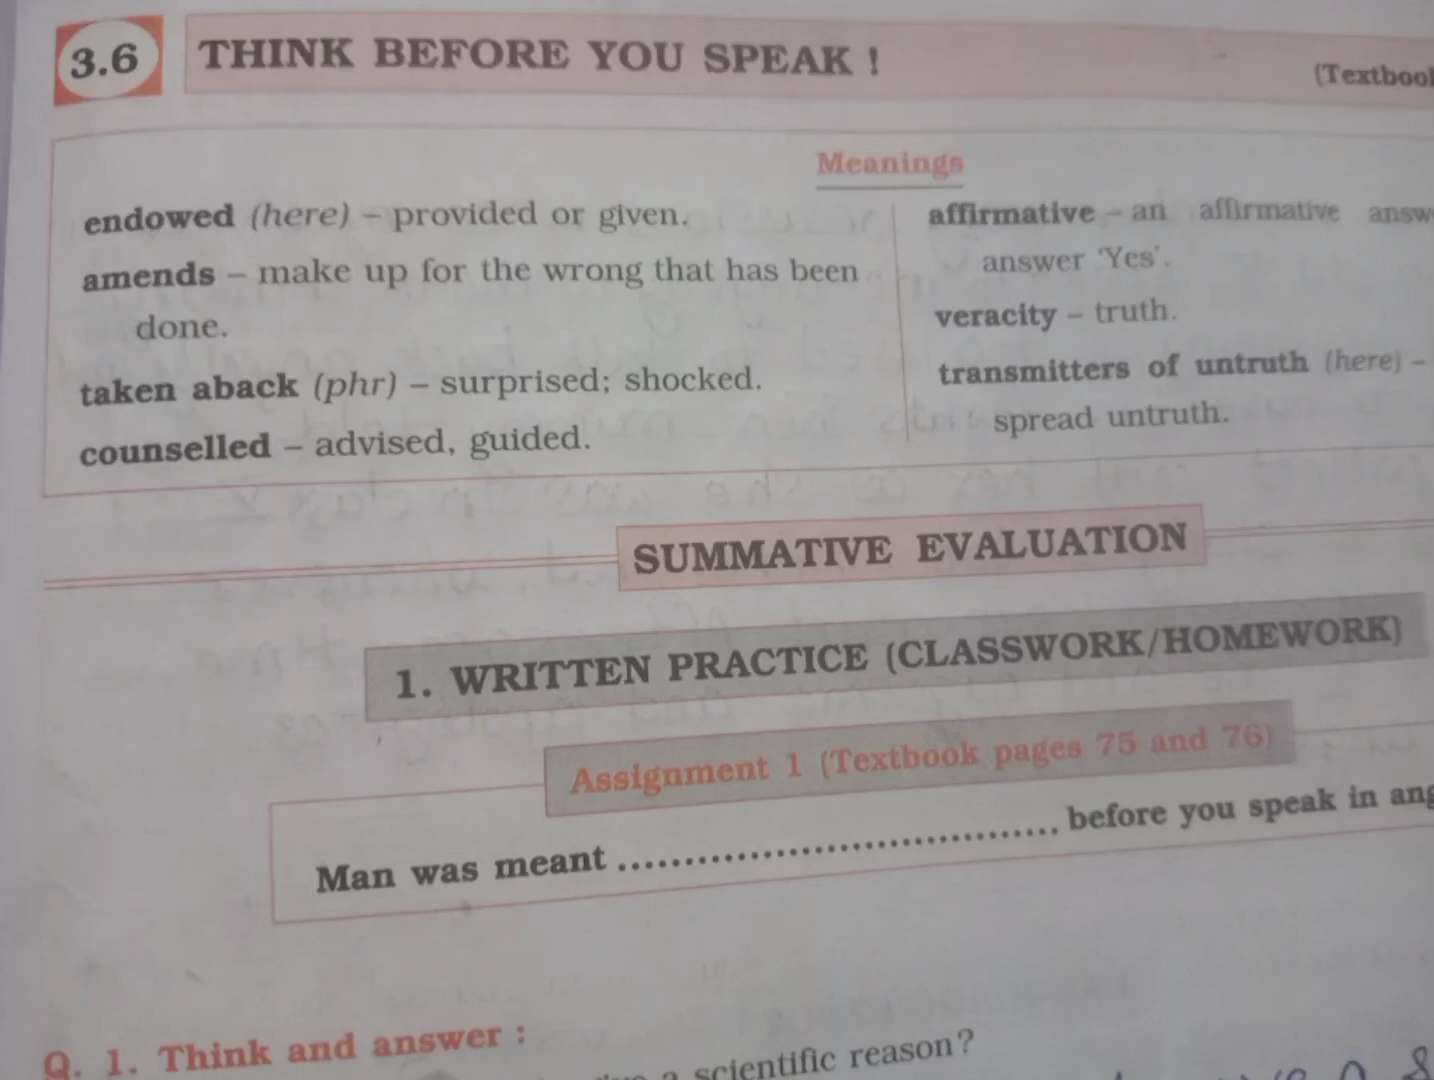 3.6 THINK BEFORE YOU SPEAK !
(Textbook
Meanings
endowed (here) – provided or given.
amends – make up for the wrong that has been
done.
taken aback (phr) – surprised; shocked.
counselled – advised, guided.
affirmative – an affirmative answ
answer ‘Yes’.
veracity – truth.
transmitters of untruth (here) –
spread untruth.
SUMMATIVE EVALUATION
1. WRITTEN PRACTICE (CLASSWORK/HOMEWORK)
Assignment 1 (Textbook pages 75 and 76)
Man was meant ..................................... before you speak in ang
Q. 1. Think and answer :
a scientific reason?